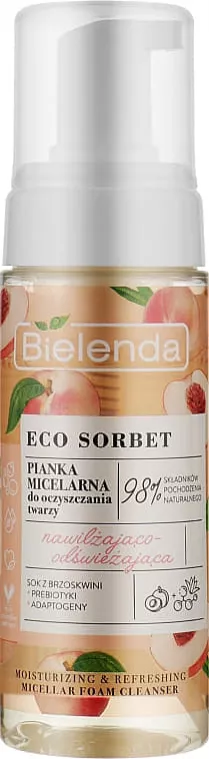 Bielenda
ECO SORBET
PIANKA
MICELARNA
do oczyszczania
twarzy
98%
SKŁADNIKÓW
POCHODZENIA
NATURALNEGO
nawilżająco-
odświeżająca
SOK Z BRZOSKWINI
+ PREBIOTYKI
+ ADAPTOGENY
MOISTURIZING & REFRESHING
MICELLAR FOAM CLEANSER